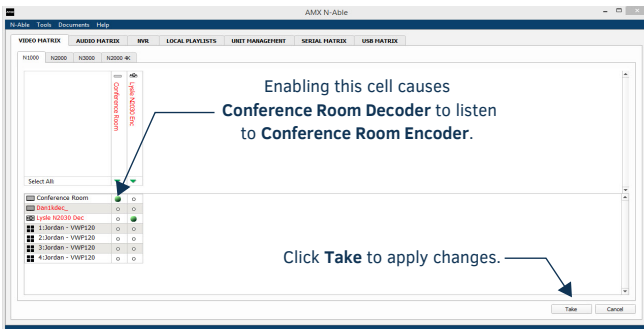 AMX N-Able
N-Able Tools Documents Help
VIDEO MATRIX AUDIO MATRIX NVR LOCAL PLAYLISTS UNIT MANAGEMENT SERIAL MATRIX USB MATRIX
N1000 N2000 N3000 N2000 4K
Conference Room
Lysle N2030 Enc
Enabling this cell causes
Conference Room Decoder to listen
to Conference Room Encoder.
Select All:
Conference Room
Danikdec_
Lysle N2030 Dec
1:Jordan - VWP120
2:Jordan - VWP120
3:Jordan - VWP120
4:Jordan - VWP120
Click Take to apply changes.
Take Cancel